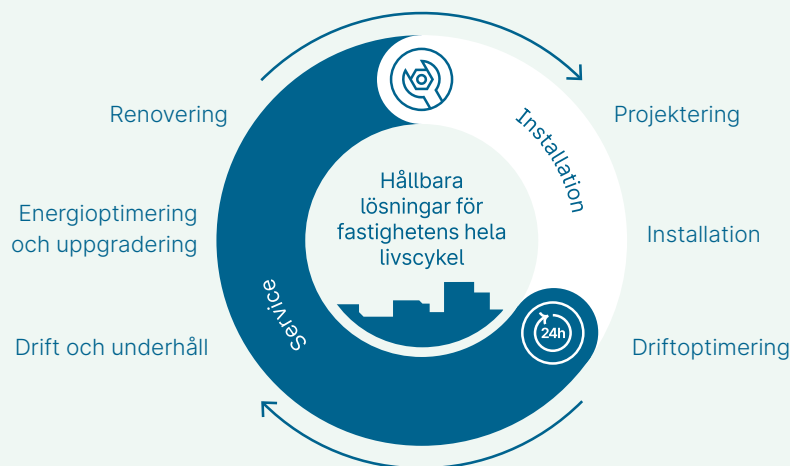 Renovering
Projektering
Installation
Hållbara
lösningar för
fastighetens hela
livscykel
Energioptimering
och uppgradering
Installation
Service
24h
Drift och underhåll
Driftoptimering